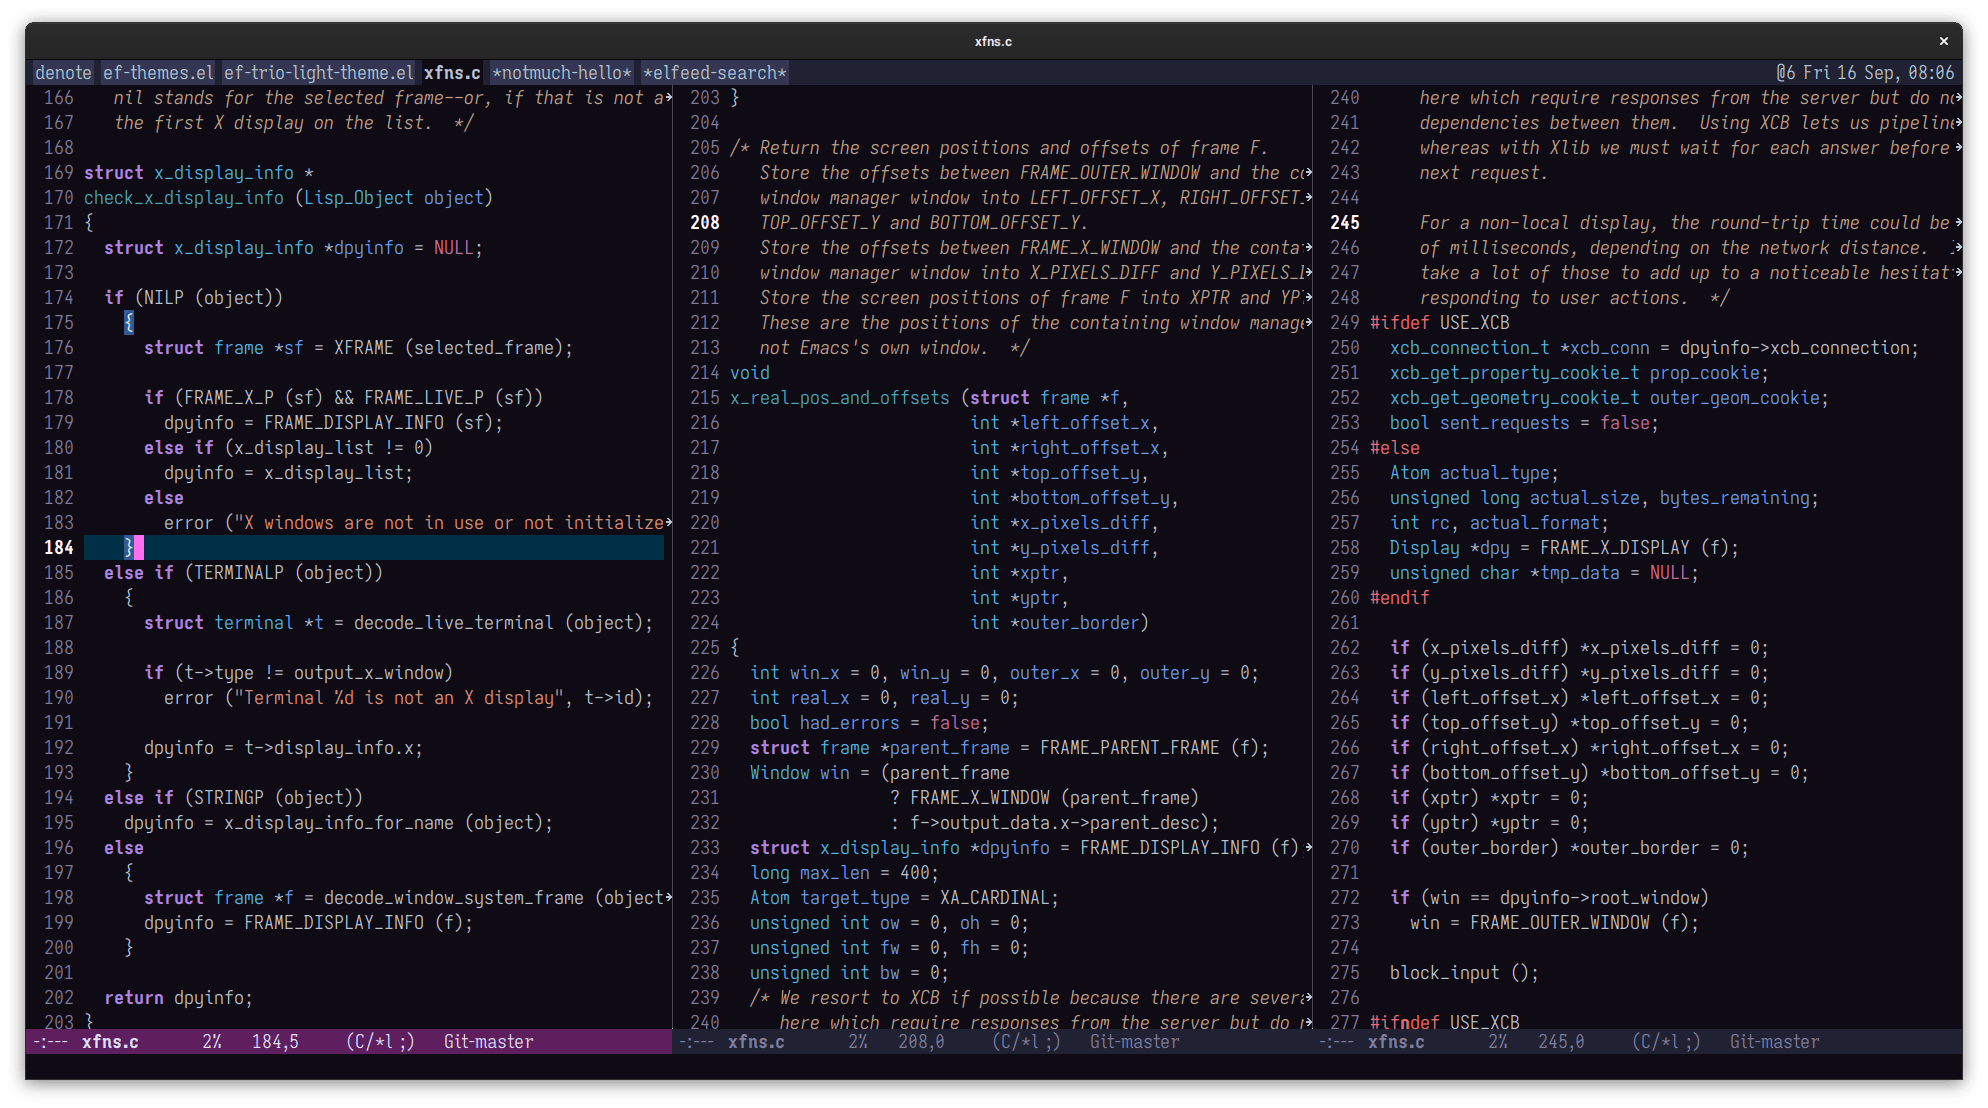 xfns.c ×
denote ef-themes.el ef-trio-light-theme.el xfns.c *notmuch-hello* *elfeed-search* @6 Fri 16 Sep, 08:06
166 nil stands for the selected frame--or, if that is not a
167 the first X display on the list.  */
168
169 struct x_display_info *
170 check_x_display_info (Lisp_Object object)
171 {
172   struct x_display_info *dpyinfo = NULL;
173
174   if (NILP (object))
175     {
176       struct frame *sf = XFRAME (selected_frame);
177
178       if (FRAME_X_P (sf) && FRAME_LIVE_P (sf))
179         dpyinfo = FRAME_DISPLAY_INFO (sf);
180       else if (x_display_list != 0)
181         dpyinfo = x_display_list;
182       else
183         error ("X windows are not in use or not initialize
184     }
185   else if (TERMINALP (object))
186     {
187       struct terminal *t = decode_live_terminal (object);
188
189       if (t->type != output_x_window)
190         error ("Terminal %d is not an X display", t->id);
191
192       dpyinfo = t->display_info.x;
193     }
194   else if (STRINGP (object))
195     dpyinfo = x_display_info_for_name (object);
196   else
197     {
198       struct frame *f = decode_window_system_frame (object
199       dpyinfo = FRAME_DISPLAY_INFO (f);
200     }
201
202   return dpyinfo;
203 }
-:--- xfns.c 2% 184,5 (C/*l ;) Git-master
203 }
204
205 /* Return the screen positions and offsets of frame F.
206    Store the offsets between FRAME_OUTER_WINDOW and the co
207    window manager window into LEFT_OFFSET_X, RIGHT_OFFSET_
208    TOP_OFFSET_Y and BOTTOM_OFFSET_Y.
209    Store the offsets between FRAME_X_WINDOW and the conta
210    window manager window into X_PIXELS_DIFF and Y_PIXELS_D
211    Store the screen positions of frame F into XPTR and YPT
212    These are the positions of the containing window manage
213    not Emacs's own window.  */
214 void
215 x_real_pos_and_offsets (struct frame *f,
216                         int *left_offset_x,
217                         int *right_offset_x,
218                         int *top_offset_y,
219                         int *bottom_offset_y,
220                         int *x_pixels_diff,
221                         int *y_pixels_diff,
222                         int *xptr,
223                         int *yptr,
224                         int *outer_border)
225 {
226   int win_x = 0, win_y = 0, outer_x = 0, outer_y = 0;
227   int real_x = 0, real_y = 0;
228   bool had_errors = false;
229   struct frame *parent_frame = FRAME_PARENT_FRAME (f);
230   Window win = (parent_frame
231                 ? FRAME_X_WINDOW (parent_frame)
232                 : f->output_data.x->parent_desc);
233   struct x_display_info *dpyinfo = FRAME_DISPLAY_INFO (f)
234   long max_len = 400;
235   Atom target_type = XA_CARDINAL;
236   unsigned int ow = 0, oh = 0;
237   unsigned int fw = 0, fh = 0;
238   unsigned int bw = 0;
239   /* We resort to XCB if possible because there are severa
240      here which require responses from the server but do n
-:--- xfns.c 2% 208,0 (C/*l ;) Git-master
240      here which require responses from the server but do no
241      dependencies between them.  Using XCB lets us pipeline
242      whereas with Xlib we must wait for each answer before
243      next request.
244
245      For a non-local display, the round-trip time could be
246      of milliseconds, depending on the network distance.
247      take a lot of those to add up to a noticeable hesitat
248      responding to user actions.  */
249 #ifdef USE_XCB
250   xcb_connection_t *xcb_conn = dpyinfo->xcb_connection;
251   xcb_get_property_cookie_t prop_cookie;
252   xcb_get_geometry_cookie_t outer_geom_cookie;
253   bool sent_requests = false;
254 #else
255   Atom actual_type;
256   unsigned long actual_size, bytes_remaining;
257   int rc, actual_format;
258   Display *dpy = FRAME_X_DISPLAY (f);
259   unsigned char *tmp_data = NULL;
260 #endif
261
262   if (x_pixels_diff) *x_pixels_diff = 0;
263   if (y_pixels_diff) *y_pixels_diff = 0;
264   if (left_offset_x) *left_offset_x = 0;
265   if (top_offset_y) *top_offset_y = 0;
266   if (right_offset_x) *right_offset_x = 0;
267   if (bottom_offset_y) *bottom_offset_y = 0;
268   if (xptr) *xptr = 0;
269   if (yptr) *yptr = 0;
270   if (outer_border) *outer_border = 0;
271
272   if (win == dpyinfo->root_window)
273     win = FRAME_OUTER_WINDOW (f);
274
275   block_input ();
276
277 #ifndef USE_XCB
-:--- xfns.c 2% 245,0 (C/*l ;) Git-master